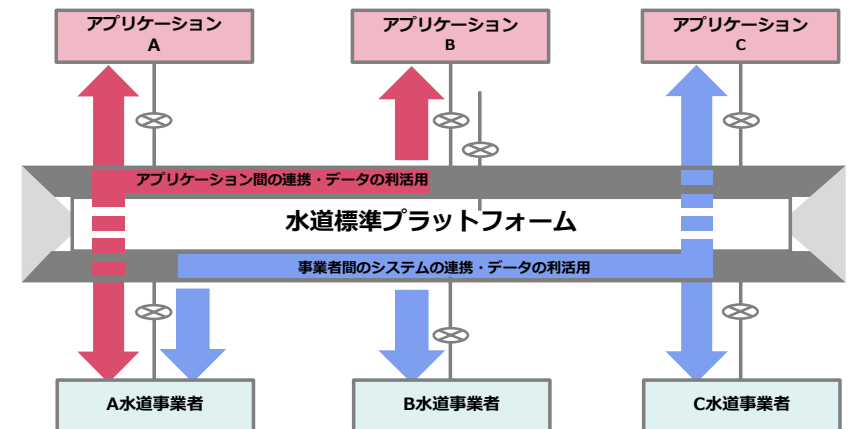 アプリケーション
A
アプリケーション
B
アプリケーション
C
アプリケーション間の連携・データの利活用
水道標準プラットフォーム
事業者間のシステムの連携・データの利活用
A水道事業者
B水道事業者
C水道事業者